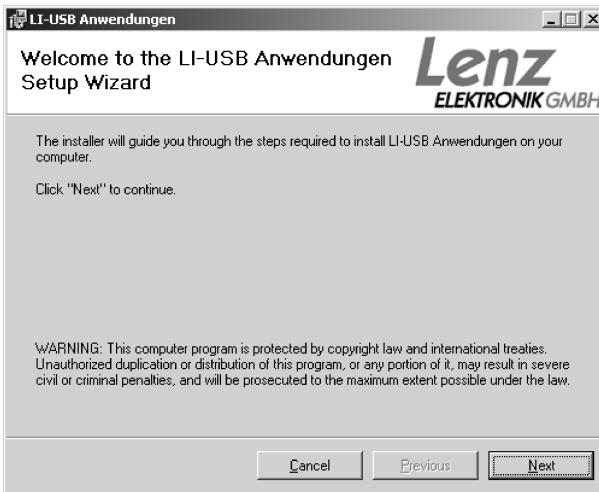 LI-USB Anwendungen
Welcome to the LI-USB Anwendungen
Setup Wizard
Lenz
ELEKTRONIK GMBH
The installer will guide you through the steps required to install LI-USB Anwendungen on your
computer.
Click "Next" to continue.
WARNING: This computer program is protected by copyright law and international treaties.
Unauthorized duplication or distribution of this program, or any portion of it, may result in severe
civil or criminal penalties, and will be prosecuted to the maximum extent possible under the law.
Cancel
Previous
Next